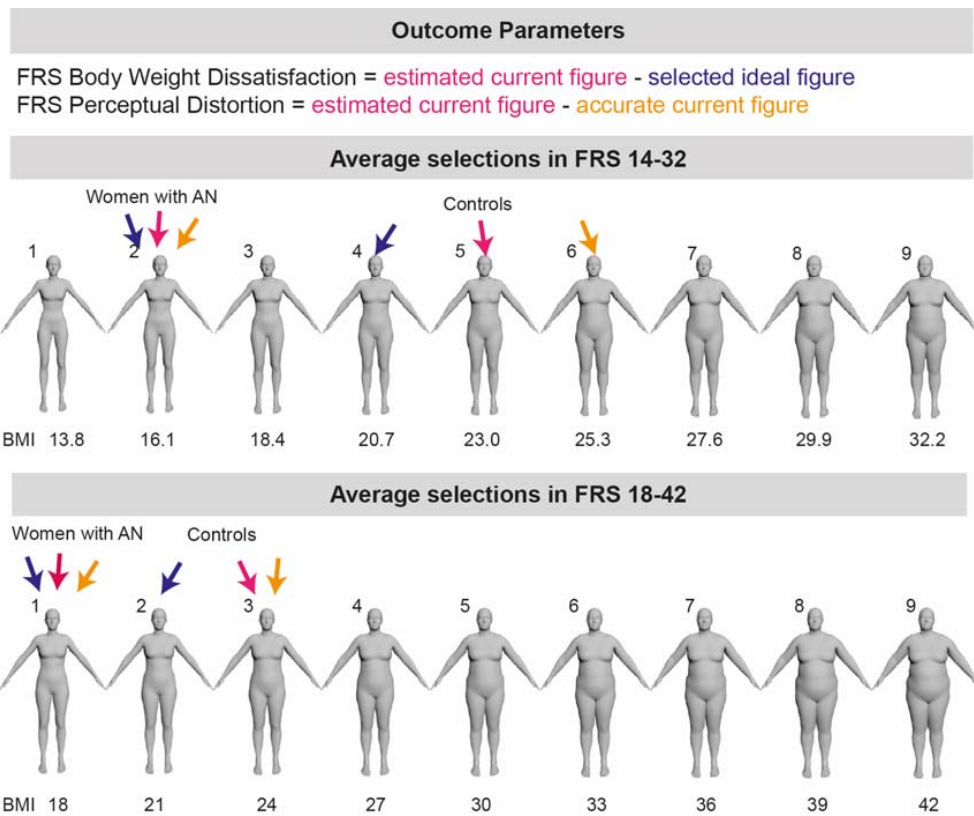 Outcome Parameters
FRS Body Weight Dissatisfaction = estimated current figure - selected ideal figure
FRS Perceptual Distortion = estimated current figure - accurate current figure
Average selections in FRS 14-32
Women with AN Controls
1 2 3 4 5 6 7 8 9
BMI 13.8 16.1 18.4 20.7 23.0 25.3 27.6 29.9 32.2
Average selections in FRS 18-42
Women with AN Controls
1 2 3 4 5 6 7 8 9
BMI 18 21 24 27 30 33 36 39 42